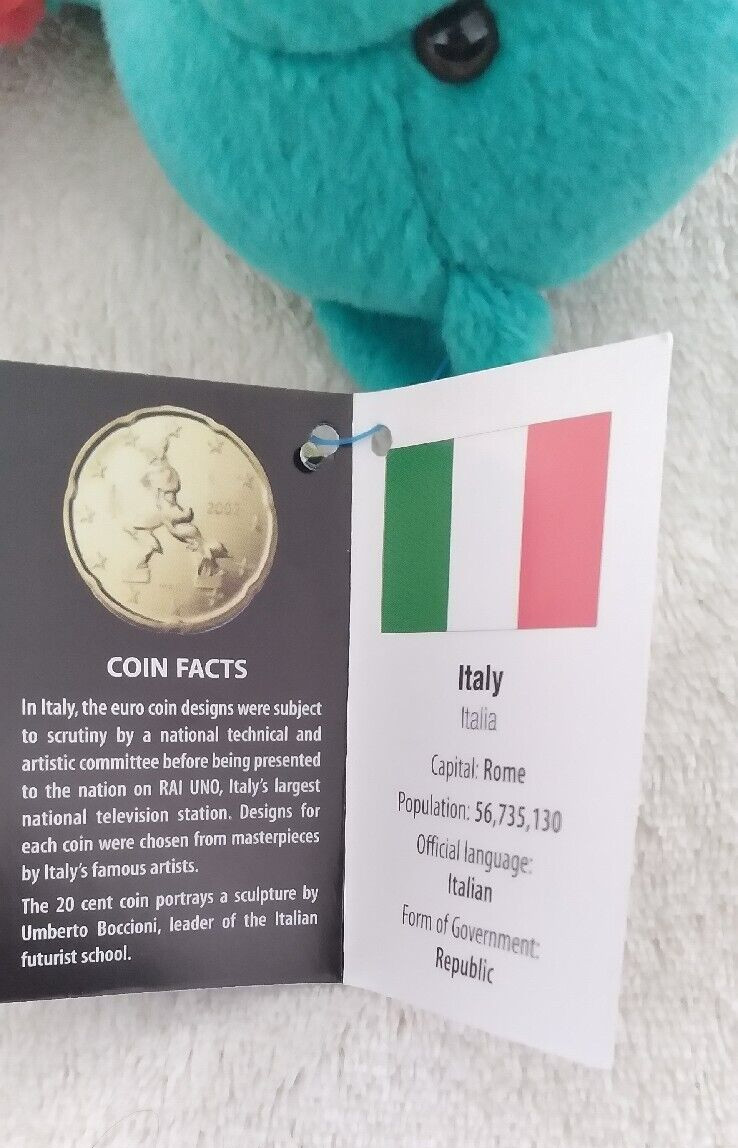 2002
COIN FACTS
In Italy, the euro coin designs were subject
to scrutiny by a national technical and
artistic committee before being presented
to the nation on RAI UNO, Italy's largest
national television station. Designs for
each coin were chosen from masterpieces
by Italy's famous artists.
The 20 cent coin portrays a sculpture by
Umberto Boccioni, leader of the Italian
futurist school.
Italy
Italia
Capital: Rome
Population: 56,735,130
Official language:
Italian
Form of Government:
Republic